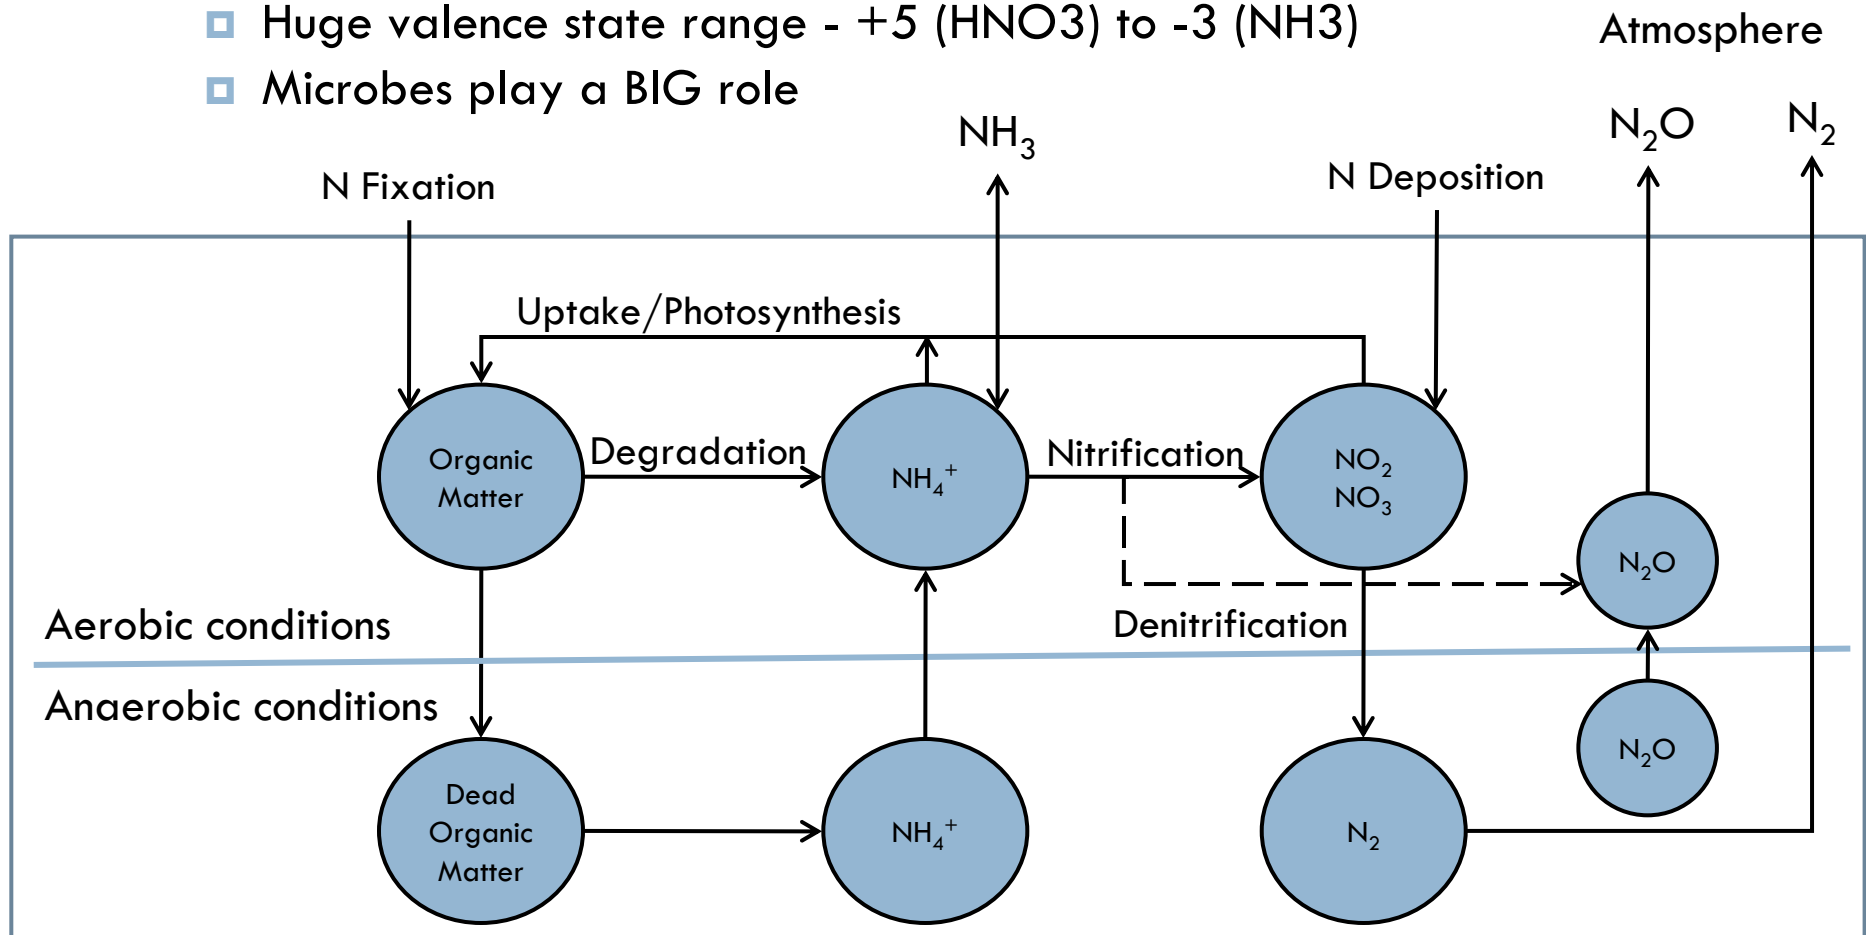 Huge valence state range - +5 (HNO3) to -3 (NH3)
Microbes play a BIG role
Atmosphere
NH₃
N₂O
N₂
N Fixation
N Deposition
Uptake/Photosynthesis
Organic
Matter
Degradation
NH₄⁺
Nitrification
NO₂
NO₃
N₂O
Aerobic conditions
Denitrification
Anaerobic conditions
N₂O
Dead
Organic
Matter
NH₄⁺
N₂